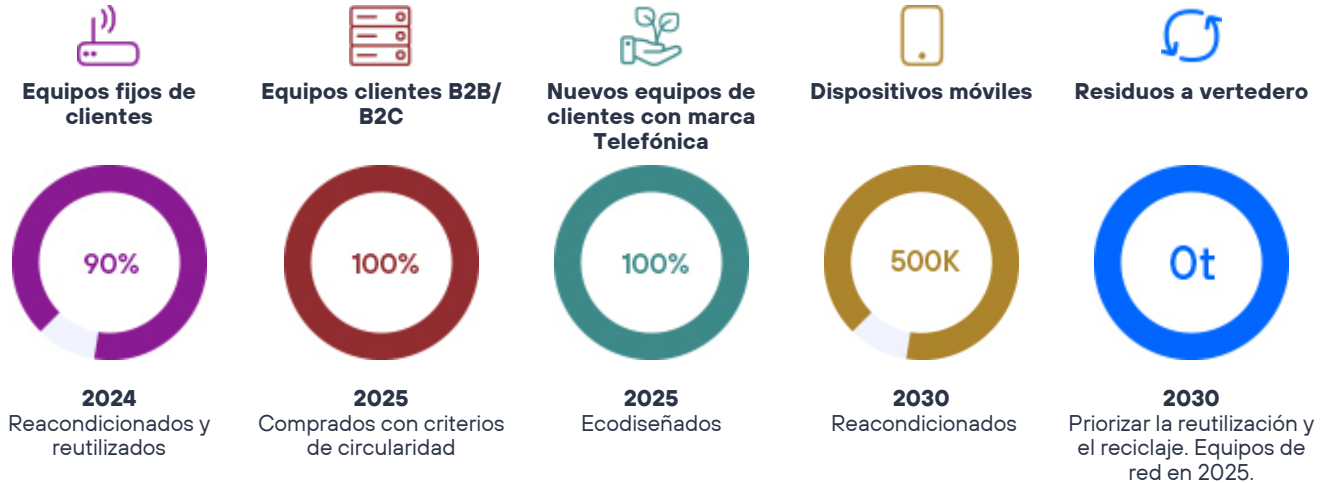 Equipos fijos de
clientes
90%
2024
Reacondicionados y
reutilizados
Equipos clientes B2B/
B2C
100%
2025
Comprados con criterios
de circularidad
Nuevos equipos de
clientes con marca
Telefónica
100%
2025
Ecodiseñados
Dispositivos móviles
500K
2030
Reacondicionados
Residuos a vertedero
0t
2030
Priorizar la reutilización y
el reciclaje. Equipos de
red en 2025.